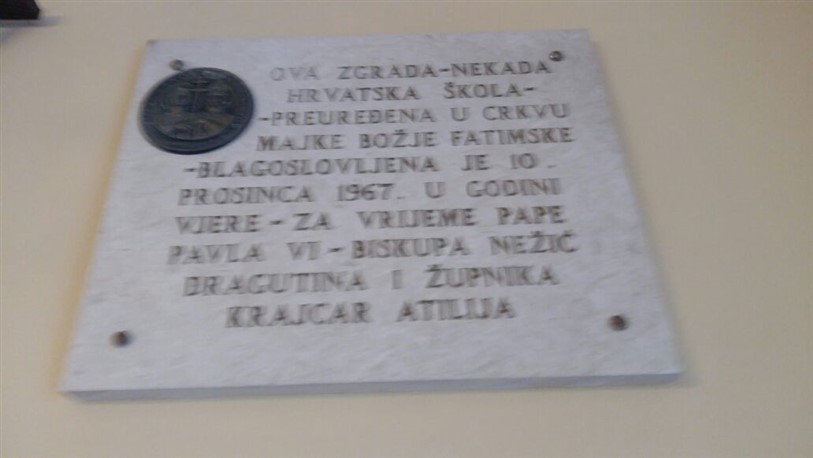 OVA ZGRADA-NEKADA
HRVATSKA ŠKOLA-
-PREUREĐENA U CRKVU
MAJKE BOŽJE FATIMSKE
-BLAGOSLOVLJENA JE 10.
PROSINCA 1967. U GODINI
VJERE-ZA VRIJEME PAPE
PAVLA VI-BISKUPA NEŽIĆ
DRAGUTINA I ŽUPNIKA
KRAJCAR ATILIJA